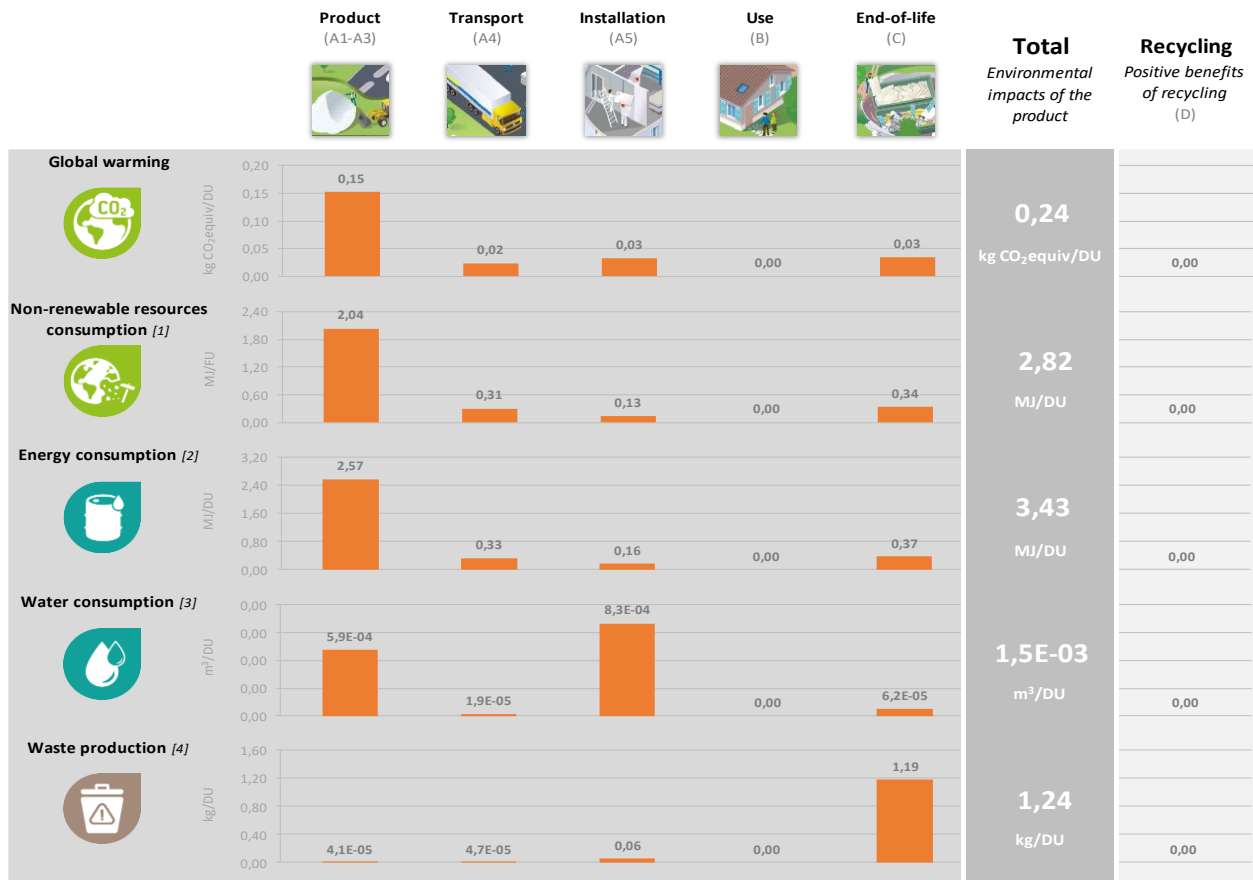 Product
(A1-A3)
Transport
(A4)
Installation
(A5)
Use
(B)
End-of-life
(C)
Total
Environmental
impacts of the
product
Recycling
Positive benefits
of recycling
(D)
Global warming
CO₂
kg CO₂equiv/DU
0,20
0,15
0,10
0,05
0,00
0,15
0,02
0,03
0,00
0,03
0,24
kg CO₂equiv/DU
0,00
Non-renewable resources
consumption [1]
MJ/FU
2,40
1,80
1,20
0,60
0,00
2,04
0,31
0,13
0,00
0,34
2,82
MJ/DU
0,00
Energy consumption [2]
MJ/DU
3,20
2,40
1,60
0,80
0,00
2,57
0,33
0,16
0,00
0,37
3,43
MJ/DU
0,00
Water consumption [3]
m³/DU
0,00
0,00
0,00
0,00
0,00
5,9E-04
1,9E-05
8,3E-04
0,00
6,2E-05
1,5E-03
m³/DU
0,00
Waste production [4]
kg/DU
1,60
1,20
0,80
0,40
0,00
4,1E-05
4,7E-05
0,06
0,00
1,19
1,24
kg/DU
0,00